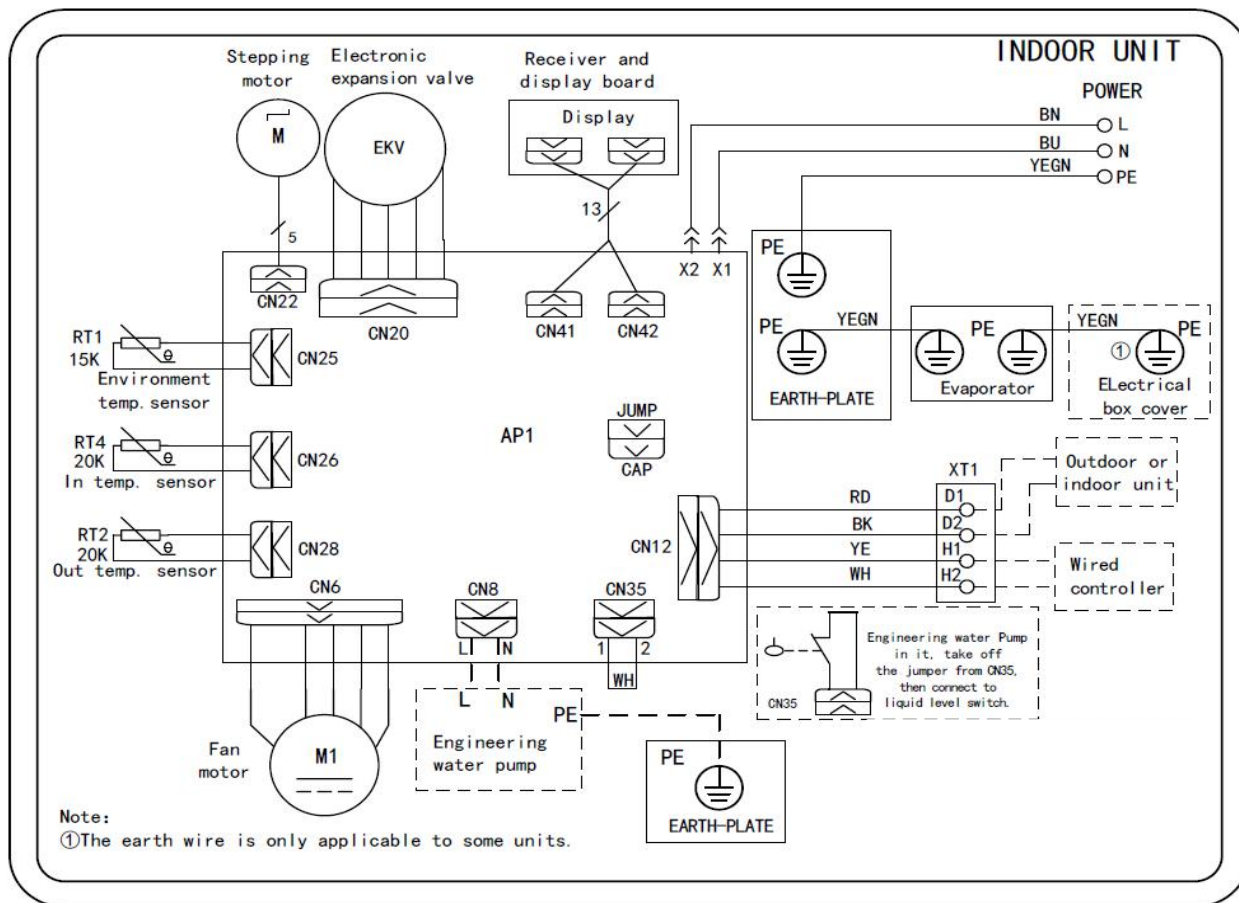 INDOOR UNIT
Stepping
motor
M
5
Electronic
expansion valve
EKV
Receiver and
display board
Display
13
POWER
BN
L
BU
N
YEGN
PE
X2
X1
CN22
CN20
CN41
CN42
PE
PE
EARTH-PLATE
YEGN
PE
Evaporator
YEGN
PE
①
ELectrical
box cover
RT1
15K
θ
Environment
temp. sensor
CN25
RT4
20K
θ
In temp. sensor
CN26
RT2
20K
θ
Out temp. sensor
CN28
AP1
JUMP
CAP
CN12
RD
BK
YE
WH
XT1
D1
D2
H1
H2
Outdoor or
indoor unit
Wired
controller
CN6
CN8
L N
L N
CN35
1 2
WH
PE
Engineering
water pump
Fan
motor
M1
PE
EARTH-PLATE
CN35
Engineering water Pump
in it, take off
the jumper from CN35,
then connect to
liquid level switch.
Note:
①The earth wire is only applicable to some units.